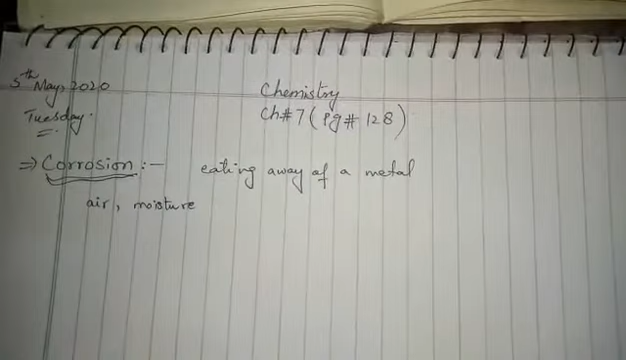 5th May, 2020
Chemistry
Tuesday.
Ch#7 (Pg# 128)
⇒ Corrosion :- eating away of a metal
air, moisture